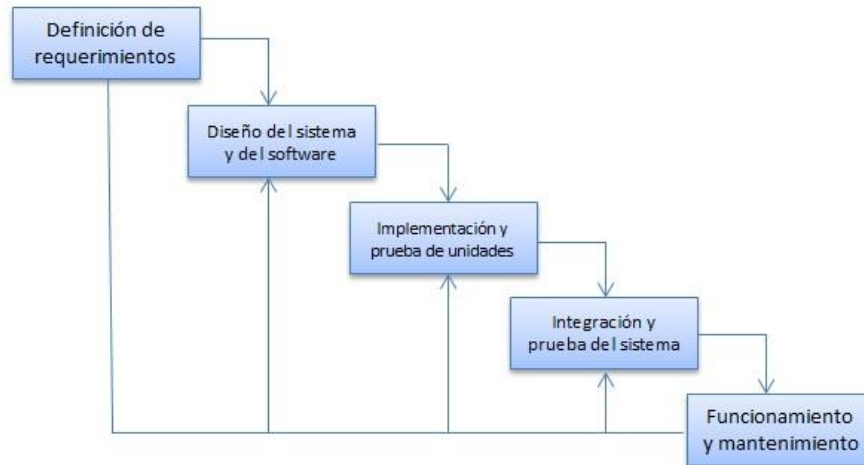 Definición de
requerimientos
Diseño del sistema
y del software
Implementación y
prueba de unidades
Integración y
prueba del sistema
Funcionamiento
y mantenimiento